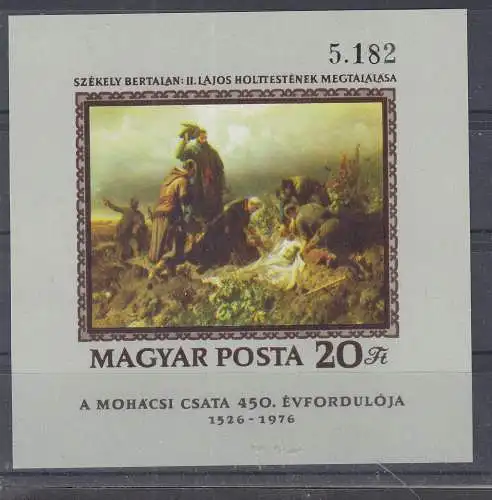 5.182
SZÉKELY BERTALAN: II. LAJOS HOLTTESTÉNEK MEGTALÁLÁSA
MAGYAR POSTA 20 Ft
A MOHÁCSI CSATA 450. ÉVFORDULÓJA
1526-1976